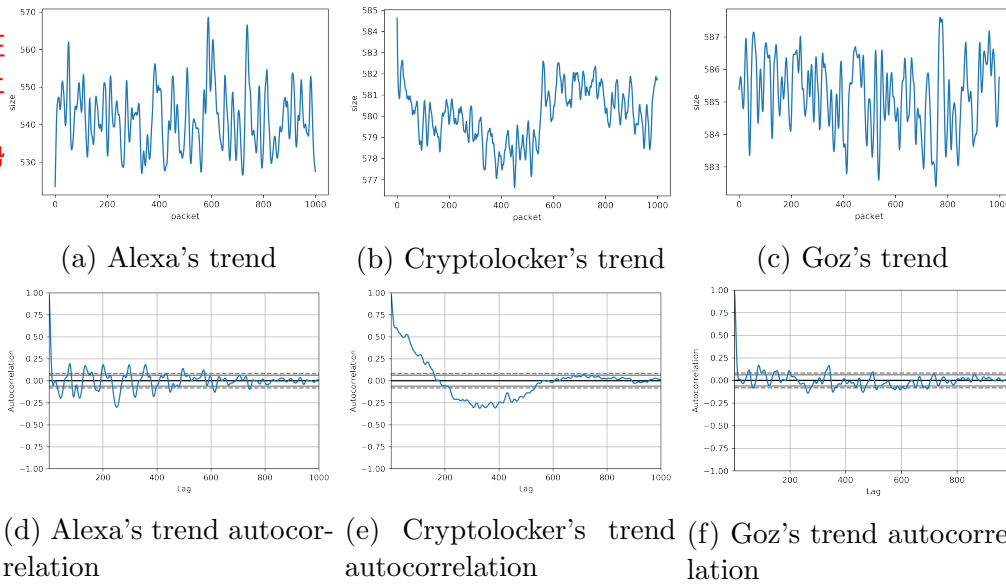 570
560
550
540
530
size
0 200 400 600 800 1000
packet
585
584
583
582
581
580
579
578
577
size
0 200 400 600 800 1000
packet
587
586
585
584
583
size
0 200 400 600 800 1000
packet
(a) Alexa's trend
(b) Cryptolocker's trend
(c) Goz's trend
1.00
0.75
0.50
0.25
0.00
−0.25
−0.50
−0.75
−1.00
Autocorrelation
0 200 400 600 800 1000
Lag
1.00
0.75
0.50
0.25
0.00
−0.25
−0.50
−0.75
−1.00
Autocorrelation
0 200 400 600 800 1000
Lag
1.00
0.75
0.50
0.25
0.00
−0.25
−0.50
−0.75
−1.00
Autocorrelation
0 200 400 600 800
Lag
(d) Alexa's trend autocor-
relation
(e) Cryptolocker's trend
autocorrelation
(f) Goz's trend autocorre
lation